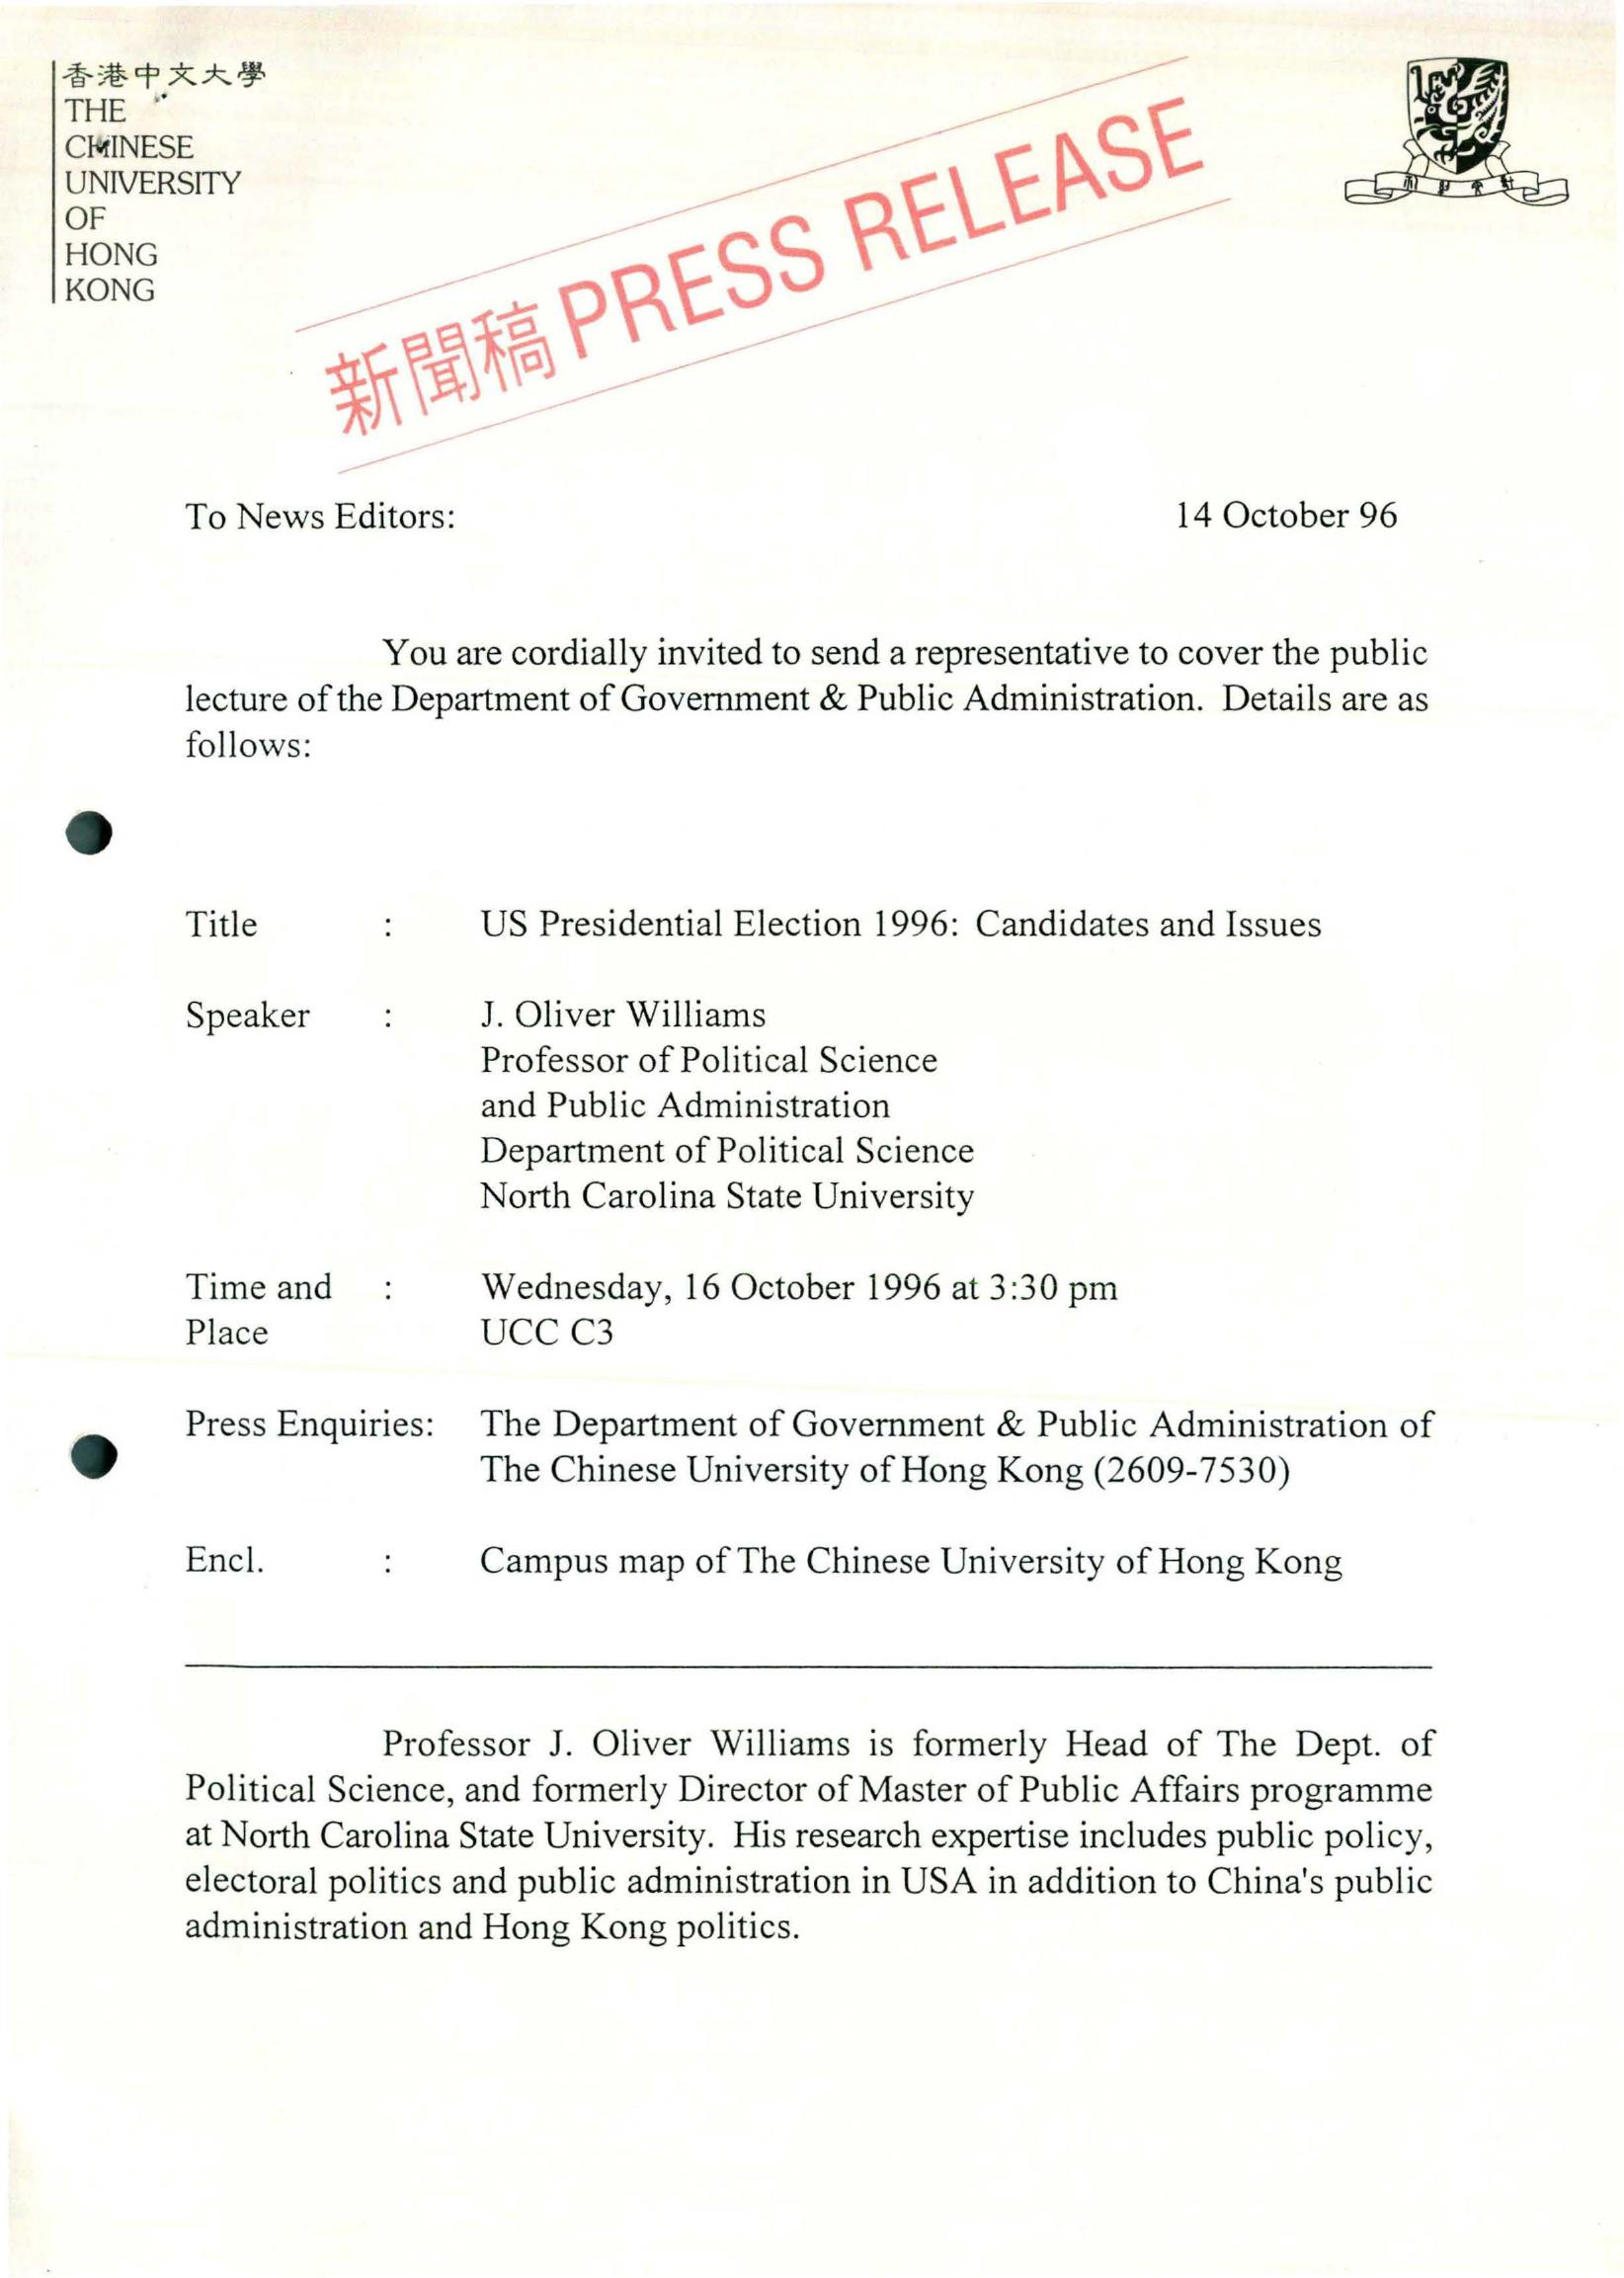 香港中文大學
THE
CHINESE
UNIVERSITY
OF
HONG
KONG
新聞稿 PRESS RELEASE
To News Editors: 14 October 96
You are cordially invited to send a representative to cover the public
lecture of the Department of Government & Public Administration. Details are as
follows:
Title : US Presidential Election 1996: Candidates and Issues
Speaker : J. Oliver Williams
Professor of Political Science
and Public Administration
Department of Political Science
North Carolina State University
Time and : Wednesday, 16 October 1996 at 3:30 pm
Place UCC C3
Press Enquiries: The Department of Government & Public Administration of
The Chinese University of Hong Kong (2609-7530)
Encl. : Campus map of The Chinese University of Hong Kong
Professor J. Oliver Williams is formerly Head of The Dept. of
Political Science, and formerly Director of Master of Public Affairs programme
at North Carolina State University. His research expertise includes public policy,
electoral politics and public administration in USA in addition to China's public
administration and Hong Kong politics.